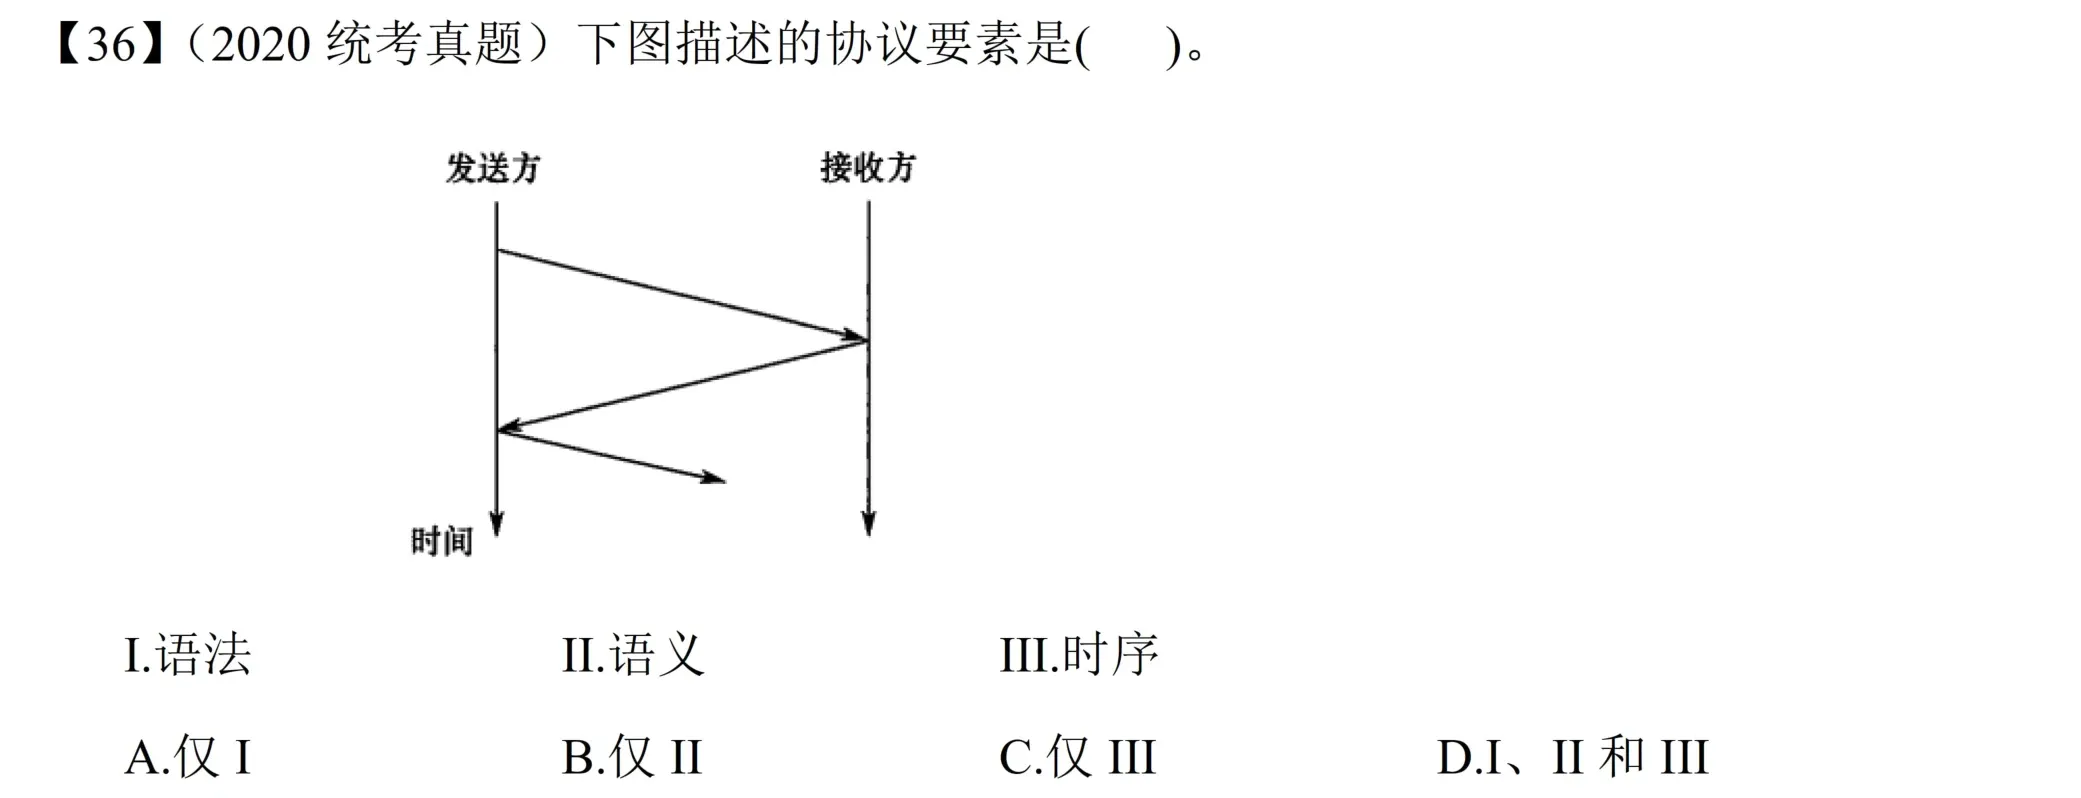 【36】（2020 统考真题）下图描述的协议要素是(      )。
发送方 接收方
时间
I.语法 II.语义 III.时序
A.仅 I B.仅 II C.仅 III D.I、II 和 III